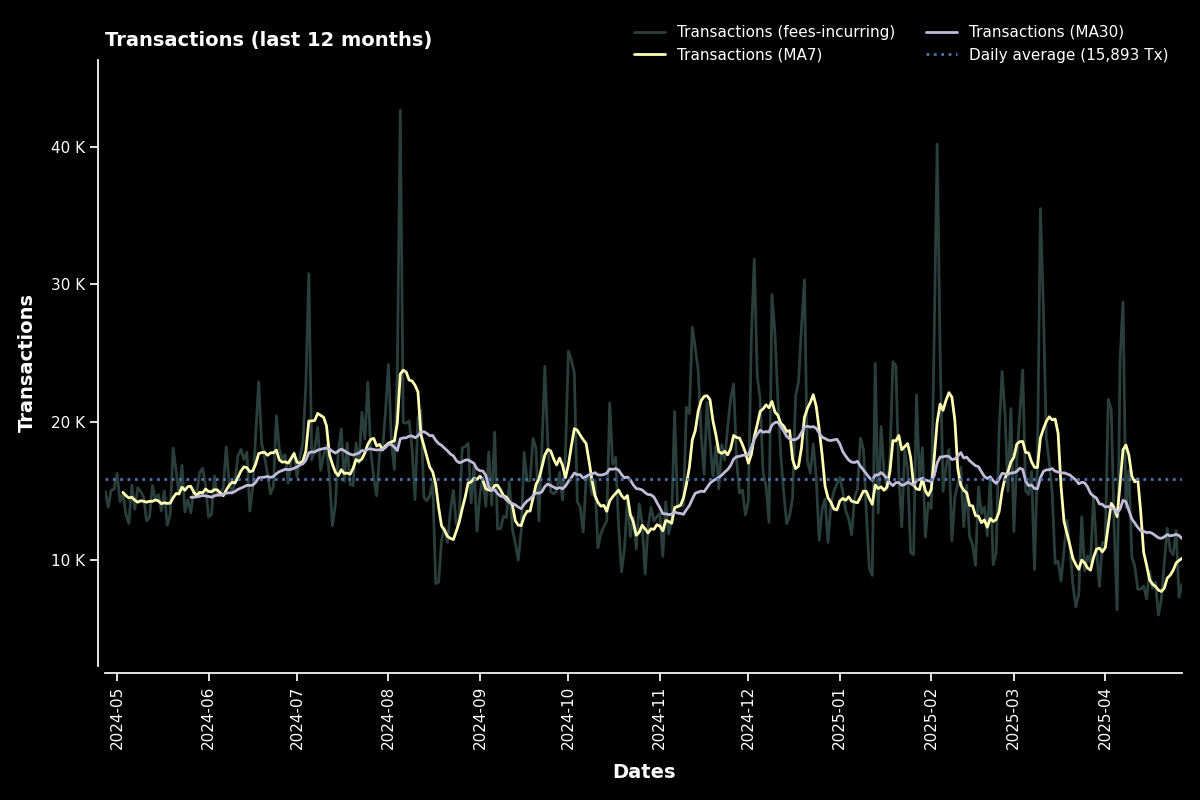 Transactions (last 12 months)
Transactions (fees-incurring)
Transactions (MA7)
Transactions (MA30)
Daily average (15,893 Tx)
Transactions
40 K
30 K
20 K
10 K
2024-05
2024-06
2024-07
2024-08
2024-09
2024-10
2024-11
2024-12
2025-01
2025-02
2025-03
2025-04
Dates